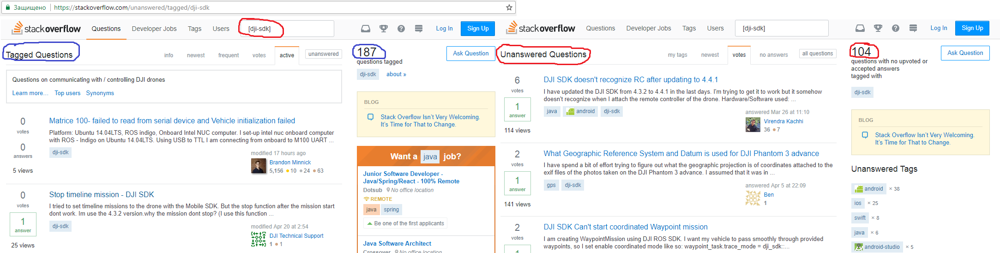 Защищено https://stackoverflow.com/unanswered/tagged/dji-sdk
stackoverflow Questions Developer Jobs Tags Users [dji-sdk] Log In Sign Up
Tagged Questions info newest frequent votes active unanswered
187
questions tagged
dji-sdk about »
Ask Question
Questions on communicating with / controlling DJI drones
Learn more… Top users Synonyms
0
votes
0
answers
5 views
Matrice 100- failed to read from serial device and Vehicle initialization failed
Platform: Ubuntu 14.04LTS, ROS indigo, Onboard Intel NUC computer. I set-up intel nuc onboard computer
with ROS - Indigo on Ubuntu 14.04LTS. Using USB to TTL I am connecting from onboard to M100 UART ...
dji-sdk
modified 17 hours ago
Brandon Minnick
5,156 10 24 63
0
votes
1
answer
25 views
Stop timeline mission - DJI SDK
I tried to set timeline missions to the drone with the Mobile SDK. But the stop function after the mission start
dont work. Im use the 4.3.2 version.why the mission dont stop? (I use this function ...
dji-sdk
modified Apr 20 at 2:54
DJI Technical Support
1 1
BLOG
Stack Overflow Isn't Very Welcoming.
It's Time for That to Change.
Want a java job?
Junior Software Developer -
Java/Spring/React - 100% Remote
Dotsub No office location
REMOTE
java spring
Be one of the first applicants
Java Software Architect
Crossover No office location
stackoverflow Questions Developer Jobs Tags Users [dji-sdk] Log In Sign Up
Unanswered Questions my tags newest votes no answers all questions
104
questions with no upvoted or
accepted answers
tagged with
dji-sdk
Ask Question
6
votes
1
answer
114 views
DJI SDK doesn't recognize RC after updating to 4.4.1
I have updated the DJI SDK from 4.3.2 to 4.4.1 in the last days. I'm trying to get it to work but it somehow
doesn't recognize when I attach the remote controller of the drone. Hardware/Software used: ...
java android dji-sdk
answered Mar 26 at 11:10
Virendra Kachhi
36 7
2
votes
1
answer
141 views
What Geographic Reference System and Datum is used for DJI Phantom 3 advance
I have spend a bit of effort trying to figure out what the geographic projection is of coordinates attached to the
exif files of the photos taken on the DJI Phantom 3 advance. I assumed that it was in ...
gps dji-sdk
answered Apr 5 at 22:09
Ben
1
2
votes
1
DJI SDK Can't start coordinated Waypoint mission
I am creating WaypointMission using DJI ROS SDK. I want my vehicle to pass smoothly through provided
waypoints, so I set enable coordinated mode like so: waypoint_task.trace_mode = dji_sdk::...
BLOG
Stack Overflow Isn't Very Welcoming.
It's Time for That to Change.
Unanswered Tags
android × 38
ios × 25
swift × 8
java × 6
android-studio × 5